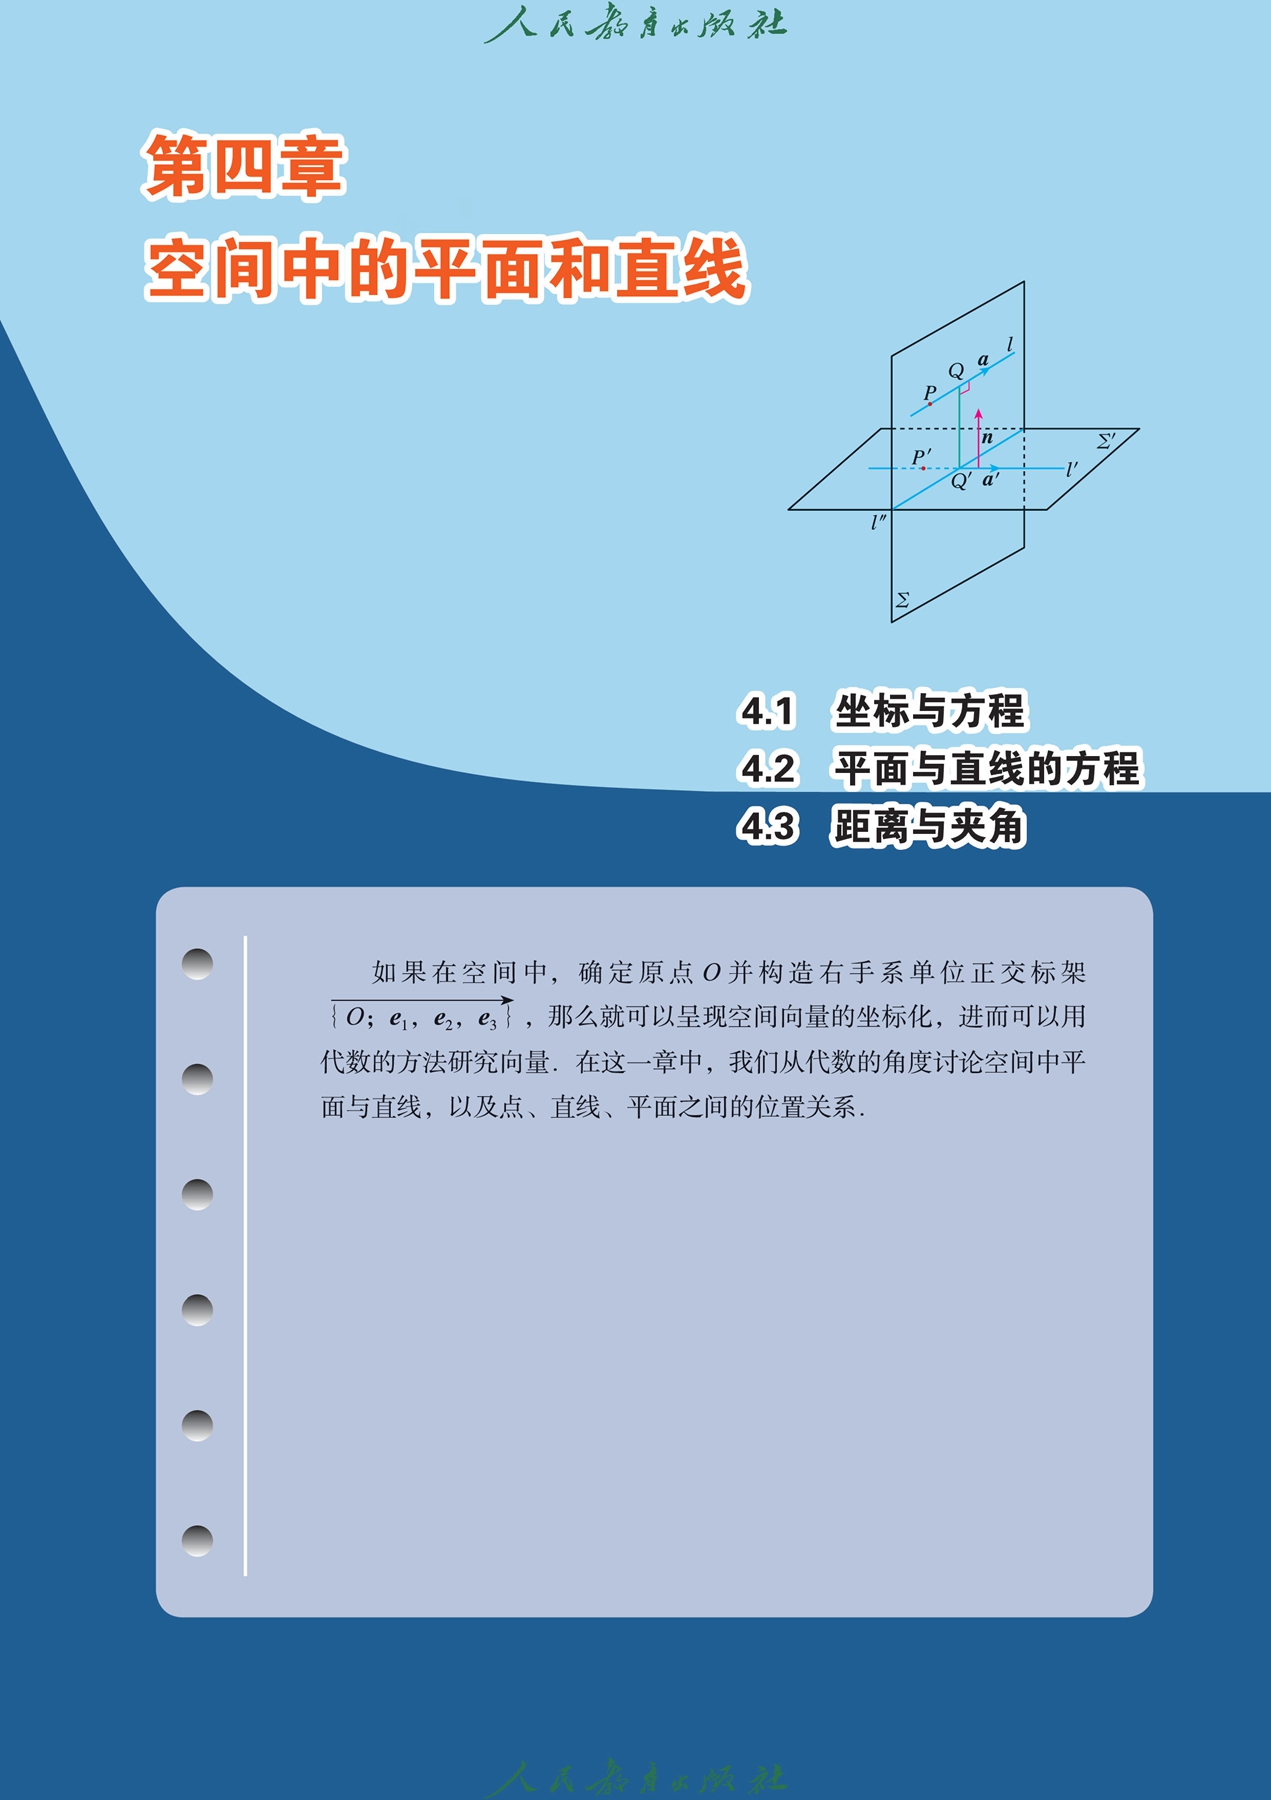 人民教育出版社
第四章
空间中的平面和直线
l
a
Q
P
n
Σ′
P′
l′
Q′ a′
l″
Σ
4.1 坐标与方程
4.2 平面与直线的方程
4.3 距离与夹角
如果在空间中，确定原点O并构造右手系单位正交标架
{O；e₁，e₂，e₃}，那么就可以呈现空间向量的坐标化，进而可以用
代数的方法研究向量．在这一章中，我们从代数的角度讨论空间中平
面与直线，以及点、直线、平面之间的位置关系．
人民教育出版社